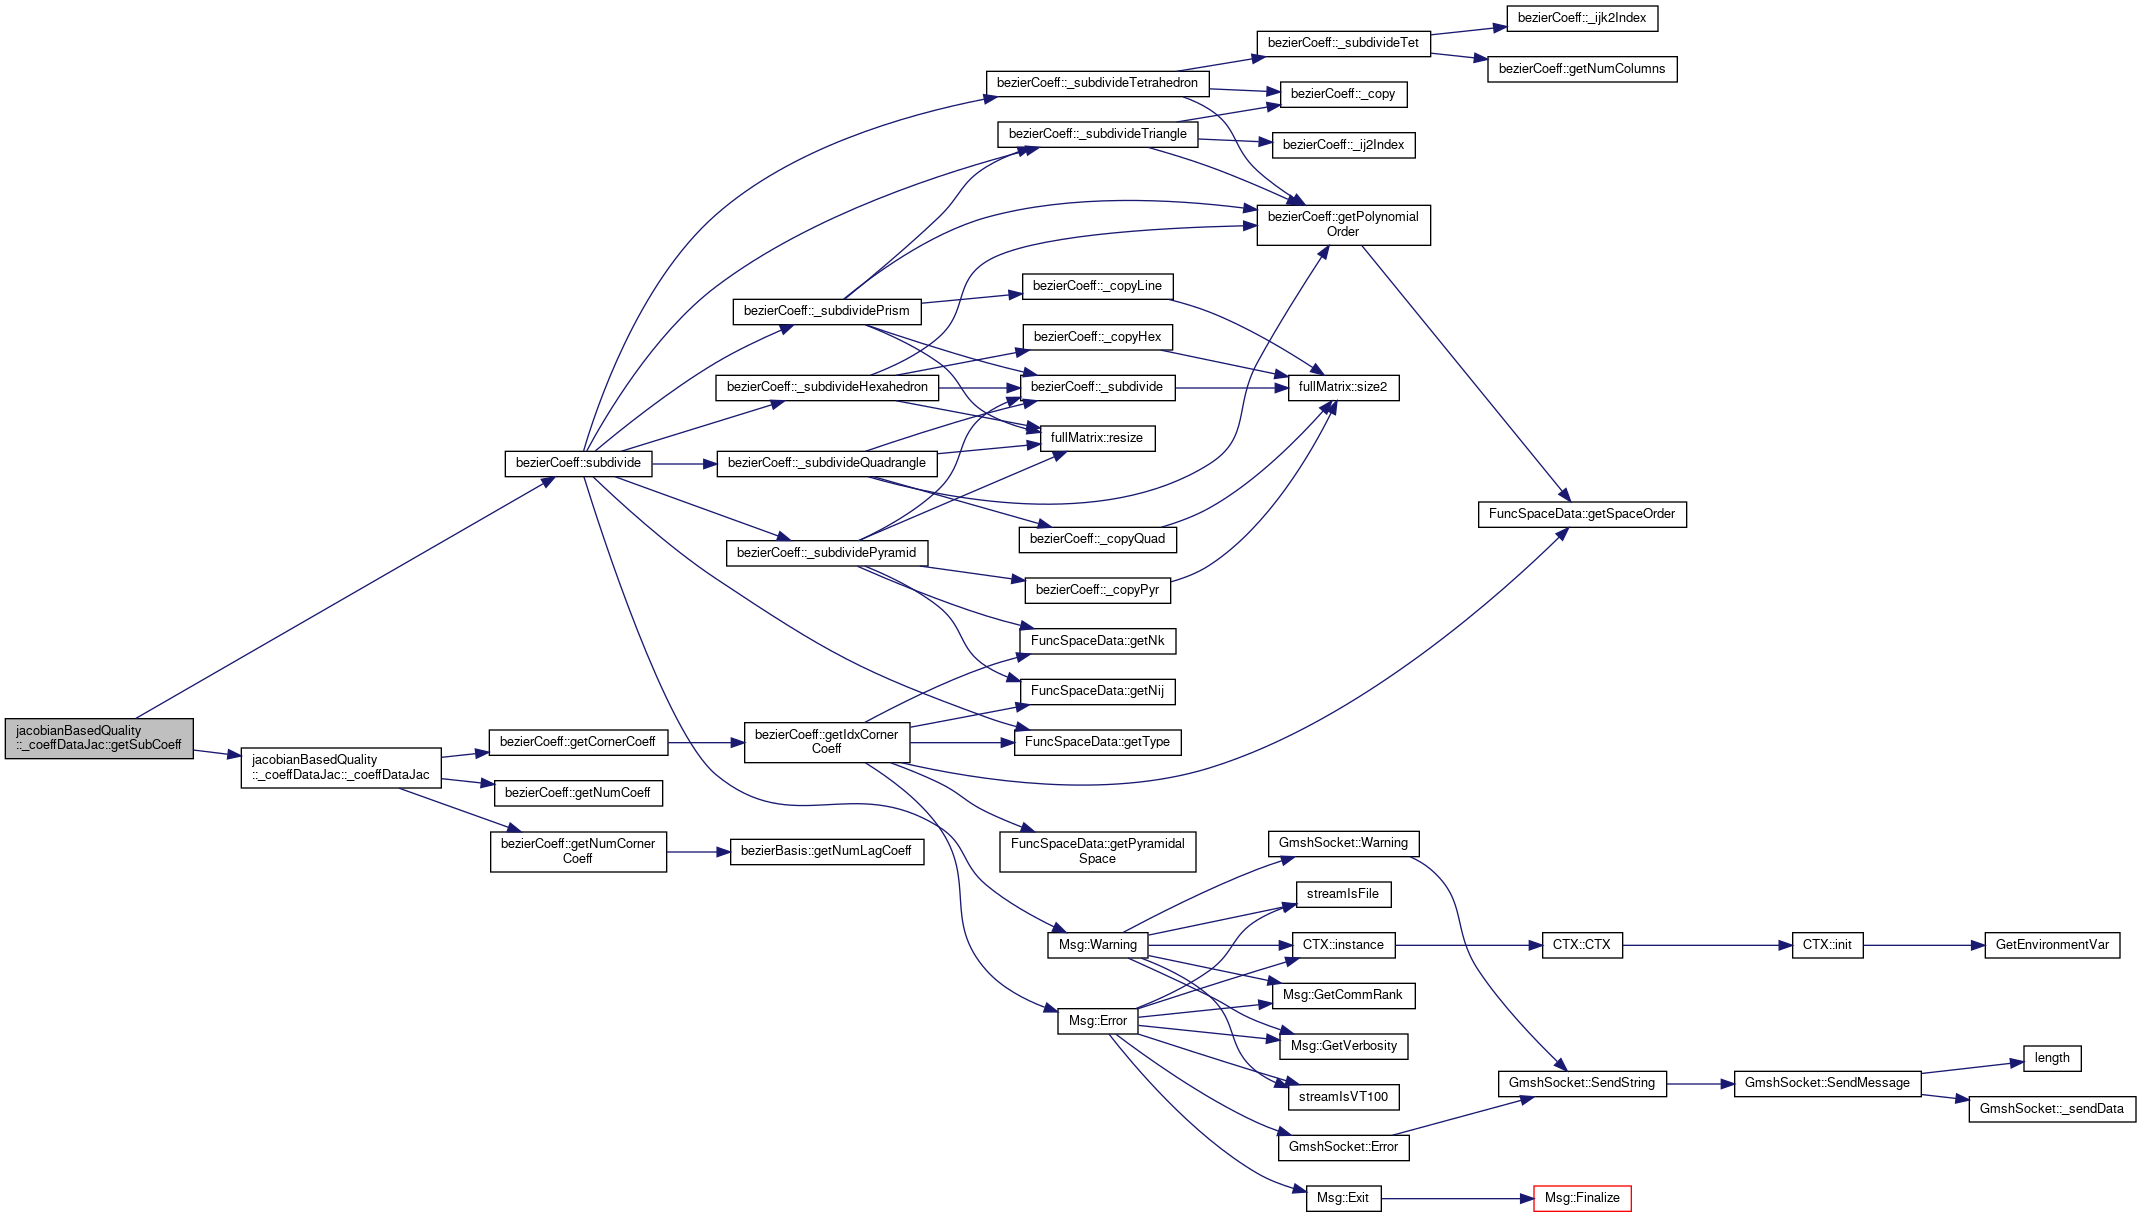 jacobianBasedQuality
::_coeffDataJac::getSubCoeff
bezierCoeff::subdivide
jacobianBasedQuality
::_coeffDataJac::_coeffDataJac
bezierCoeff::getCornerCoeff
bezierCoeff::getNumCoeff
bezierCoeff::getNumCorner
Coeff
bezierCoeff::_subdividePrism
bezierCoeff::_subdivideHexahedron
bezierCoeff::_subdivideQuadrangle
bezierCoeff::_subdividePyramid
bezierCoeff::getIdxCorner
Coeff
bezierBasis::getNumLagCoeff
bezierCoeff::_subdivideTetrahedron
bezierCoeff::_subdivideTriangle
bezierCoeff::_copyLine
bezierCoeff::_copyHex
bezierCoeff::_subdivide
fullMatrix::resize
bezierCoeff::_copyQuad
bezierCoeff::_copyPyr
FuncSpaceData::getNk
FuncSpaceData::getNij
FuncSpaceData::getType
FuncSpaceData::getPyramidal
Space
Msg::Warning
Msg::Error
bezierCoeff::_subdivideTet
bezierCoeff::_copy
bezierCoeff::_ij2Index
bezierCoeff::getPolynomial
Order
fullMatrix::size2
GmshSocket::Warning
streamIsFile
CTX::instance
Msg::GetCommRank
Msg::GetVerbosity
streamIsVT100
GmshSocket::Error
Msg::Exit
bezierCoeff::_ijk2Index
bezierCoeff::getNumColumns
FuncSpaceData::getSpaceOrder
CTX::CTX
GmshSocket::SendString
Msg::Finalize
CTX::init
GmshSocket::SendMessage
GetEnvironmentVar
length
GmshSocket::_sendData